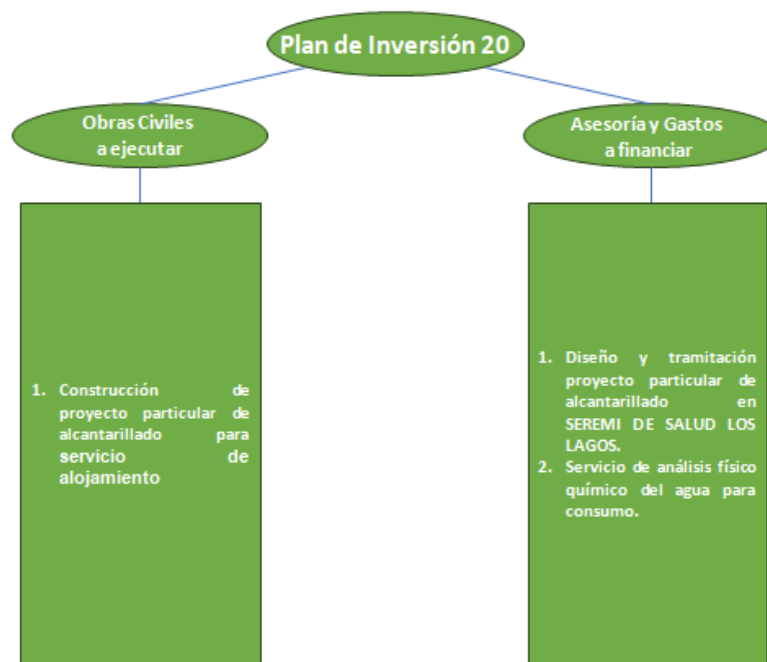 Plan de Inversión 20
Obras Civiles
a ejecutar
Asesoría y Gastos
a financiar
1. Construcción de
proyecto particular de
alcantarillado para
servicio de
alojamiento
1. Diseño y tramitación
proyecto particular de
alcantarillado en
SEREMI DE SALUD LOS
LAGOS.
2. Servicio de análisis físico
químico del agua para
consumo.